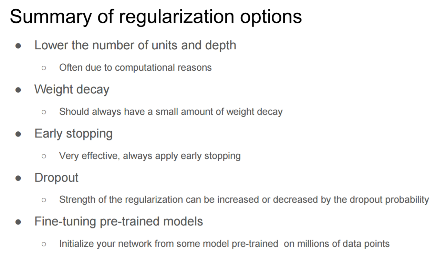 Summary of regularization options
● Lower the number of units and depth
○ Often due to computational reasons
● Weight decay
○ Should always have a small amount of weight decay
● Early stopping
○ Very effective, always apply early stopping
● Dropout
○ Strength of the regularization can be increased or decreased by the dropout probability
● Fine-tuning pre-trained models
○ Initialize your network from some model pre-trained on millions of data points